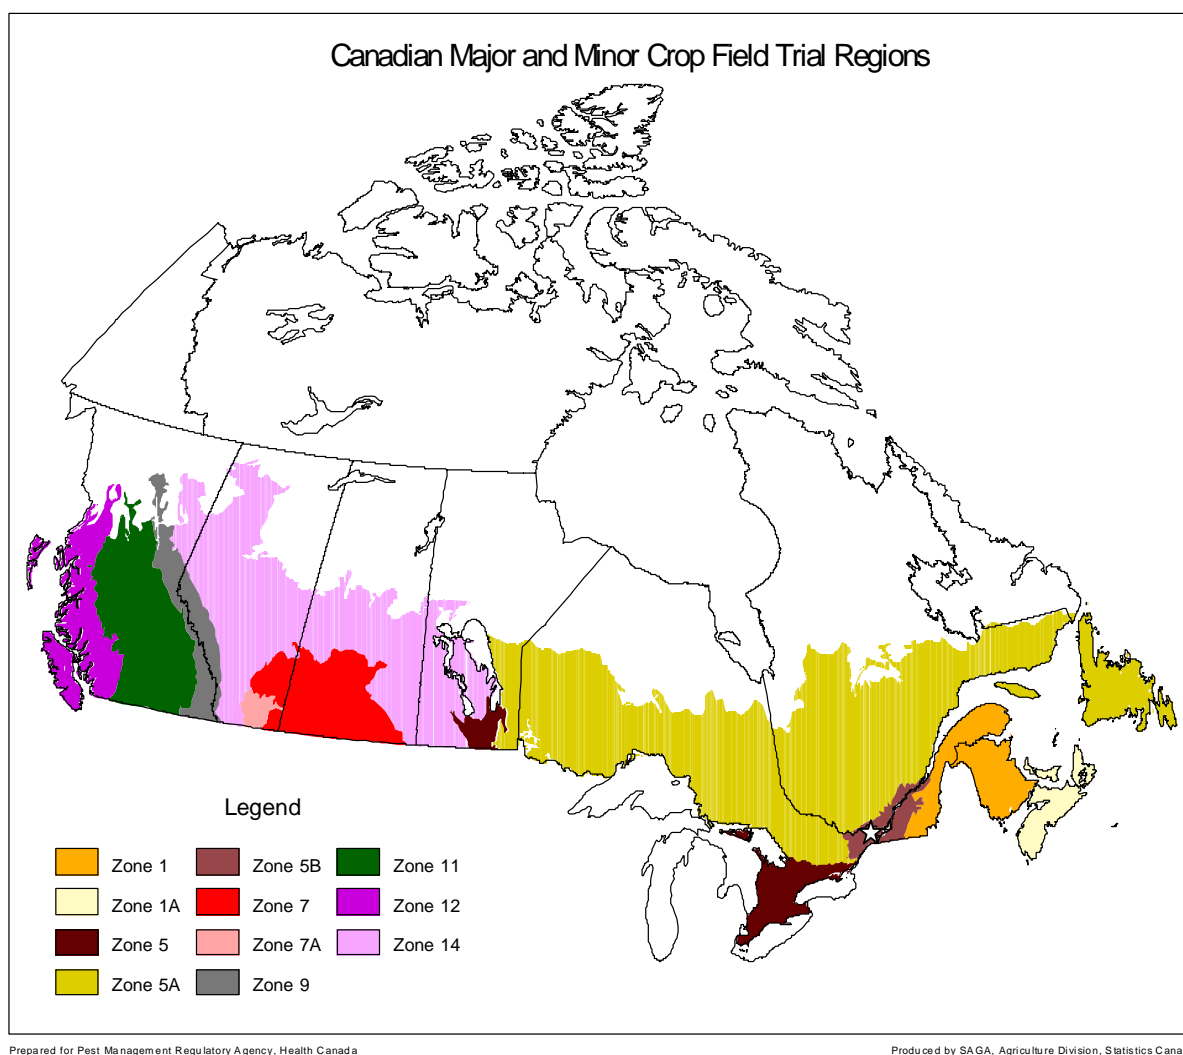 Canadian Major and Minor Crop Field Trial Regions
Legend
Zone 1
Zone 1A
Zone 5
Zone 5A
Zone 5B
Zone 7
Zone 7A
Zone 9
Zone 11
Zone 12
Zone 14
Prepared for Pest Management Regulatory Agency, Health Canada
Produced by SAGA, Agriculture Division, Statistics Cana